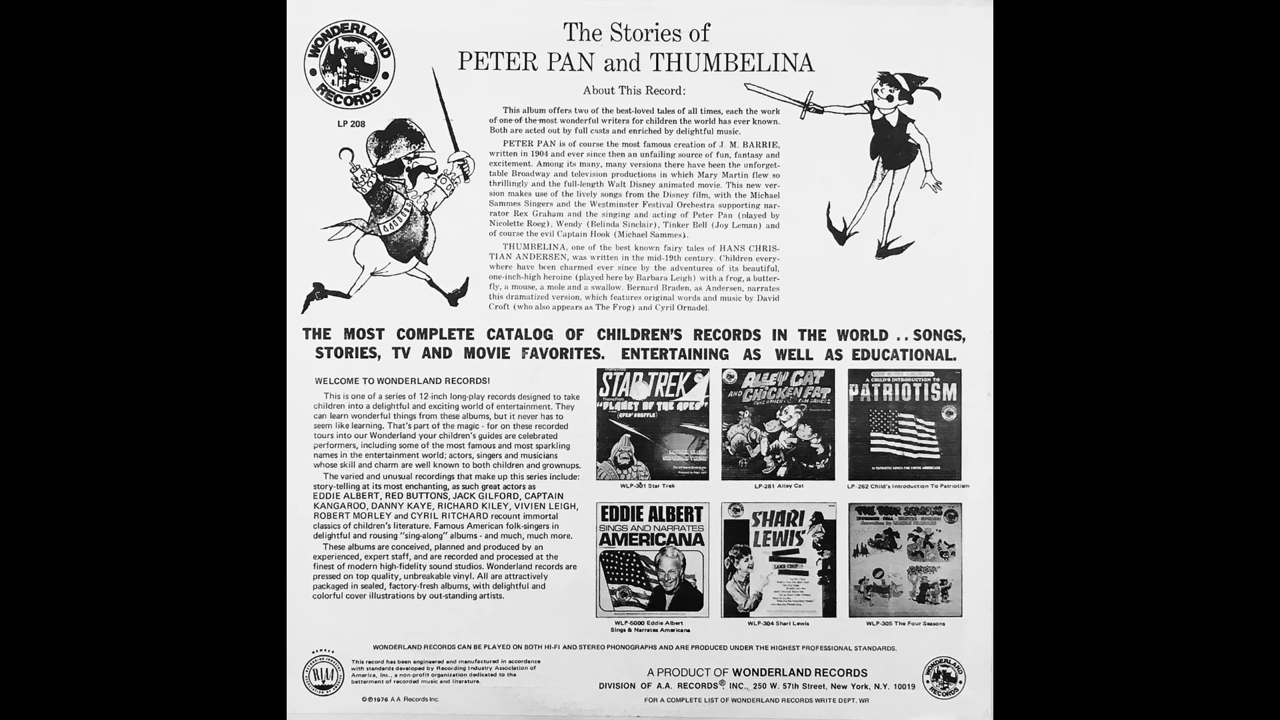 WONDERLAND
RECORDS
LP 208
The Stories of
PETER PAN and THUMBELINA
About This Record:
This album offers two of the best-loved tales of all times, each the work
of one of the most wonderful writers for children the world has ever known.
Both are acted out by full casts and enriched by delightful music.
PETER PAN is of course the most famous creation of J. M. BARRIE,
written in 1904 and ever since then an unfailing source of fun, fantasy and
excitement. Among its many, many versions there have been the unforget-
table Broadway and television productions in which Mary Martin flew so
thrillingly and the full-length Walt Disney animated movie. This new ver-
sion makes use of the lively songs from the Disney film, with the Michael
Sammes Singers and the Westminster Festival Orchestra supporting nar-
rator Rex Graham and the singing and acting of Peter Pan (played by
Nicolette Roeg), Wendy (Belinda Sinclair), Tinker Bell (Joy Leman) and
of course the evil Captain Hook (Michael Sammes).
THUMBELINA, one of the best known fairy tales of HANS CHRIS-
TIAN ANDERSEN, was written in the mid-19th century. Children every-
where have been charmed ever since by the adventures of its beautiful,
one-inch-high heroine (played here by Barbara Leigh) with a frog, a butter-
fly, a mouse, a mole and a swallow. Bernard Braden, as Andersen, narrates
this dramatized version, which features original words and music by David
Croft (who also appears as The Frog) and Cyril Ornadel.
THE MOST COMPLETE CATALOG OF CHILDREN'S RECORDS IN THE WORLD .. SONGS,
STORIES, TV AND MOVIE FAVORITES. ENTERTAINING AS WELL AS EDUCATIONAL.
WELCOME TO WONDERLAND RECORDS!
This is one of a series of 12-inch long-play records designed to take
children into a delightful and exciting world of entertainment. They
can learn wonderful things from these albums, but it never has to
seem like learning. That's part of the magic - for on these recorded
tours into our Wonderland your children's guides are celebrated
performers, including some of the most famous and most sparkling
names in the entertainment world; actors, singers and musicians
whose skill and charm are well known to both children and grownups.
The varied and unusual recordings that make up this series include:
story-telling at its most enchanting, as such great actors as
EDDIE ALBERT, RED BUTTONS, JACK GILFORD, CAPTAIN
KANGAROO, DANNY KAYE, RICHARD KILEY, VIVIEN LEIGH,
ROBERT MORLEY and CYRIL RITCHARD recount immortal
classics of children's literature. Famous American folk-singers in
delightful and rousing "sing-along" albums - and much, much more.
These albums are conceived, planned and produced by an
experienced, expert staff, and are recorded and processed at the
finest of modern high-fidelity sound studios. Wonderland records are
pressed on top quality, unbreakable vinyl. All are attractively
packaged in sealed, factory-fresh albums, with delightful and
colorful cover illustrations by out-standing artists.
STAR TREK
"PLANET OF THE APES"
WLP-301 Star Trek
ALLEY CAT
AND CHICKEN FAT
LP-281 Alley Cat
A CHILD'S INTRODUCTION TO
PATRIOTISM
LP-262 Child's Introduction To Patriotism
EDDIE ALBERT
SINGS AND NARRATES
AMERICANA
WLP-5000 Eddie Albert
Sings & Narrates Americana
SHARI
LEWIS
WLP-304 Shari Lewis
THE FOUR SEASONS
WLP-305 The Four Seasons
WONDERLAND RECORDS CAN BE PLAYED ON BOTH HI-FI AND STEREO PHONOGRAPHS AND ARE PRODUCED UNDER THE HIGHEST PROFESSIONAL STANDARDS.
MEMBER
RIAA
This record has been engineered and manufactured in accordance
with standards developed by Recording Industry Association of
America, Inc., a non-profit organization dedicated to the
betterment of recorded music and literature.
©℗1976 A.A. Records Inc.
A PRODUCT OF WONDERLAND RECORDS
DIVISION OF A.A. RECORDS®, INC., 250 W. 57th Street, New York, N.Y. 10019
FOR A COMPLETE LIST OF WONDERLAND RECORDS WRITE DEPT. WR
WONDERLAND
RECORDS